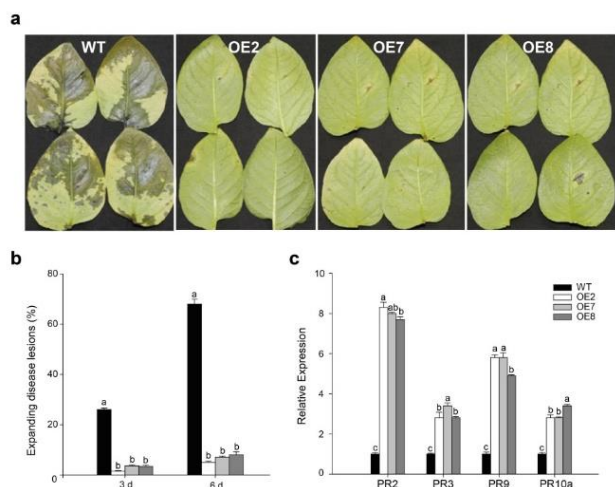 a
WT OE2 OE7 OE8
b
Expanding disease lesions (%)
80
60
40
20
0
a
b b b
a
b b b
3 d 6 d
c
Relative Expression
10
8
6
4
2
0
WT
OE2
OE7
OE8
c a ab b
c b a b
c a a b
c b b a
PR2 PR3 PR9 PR10a